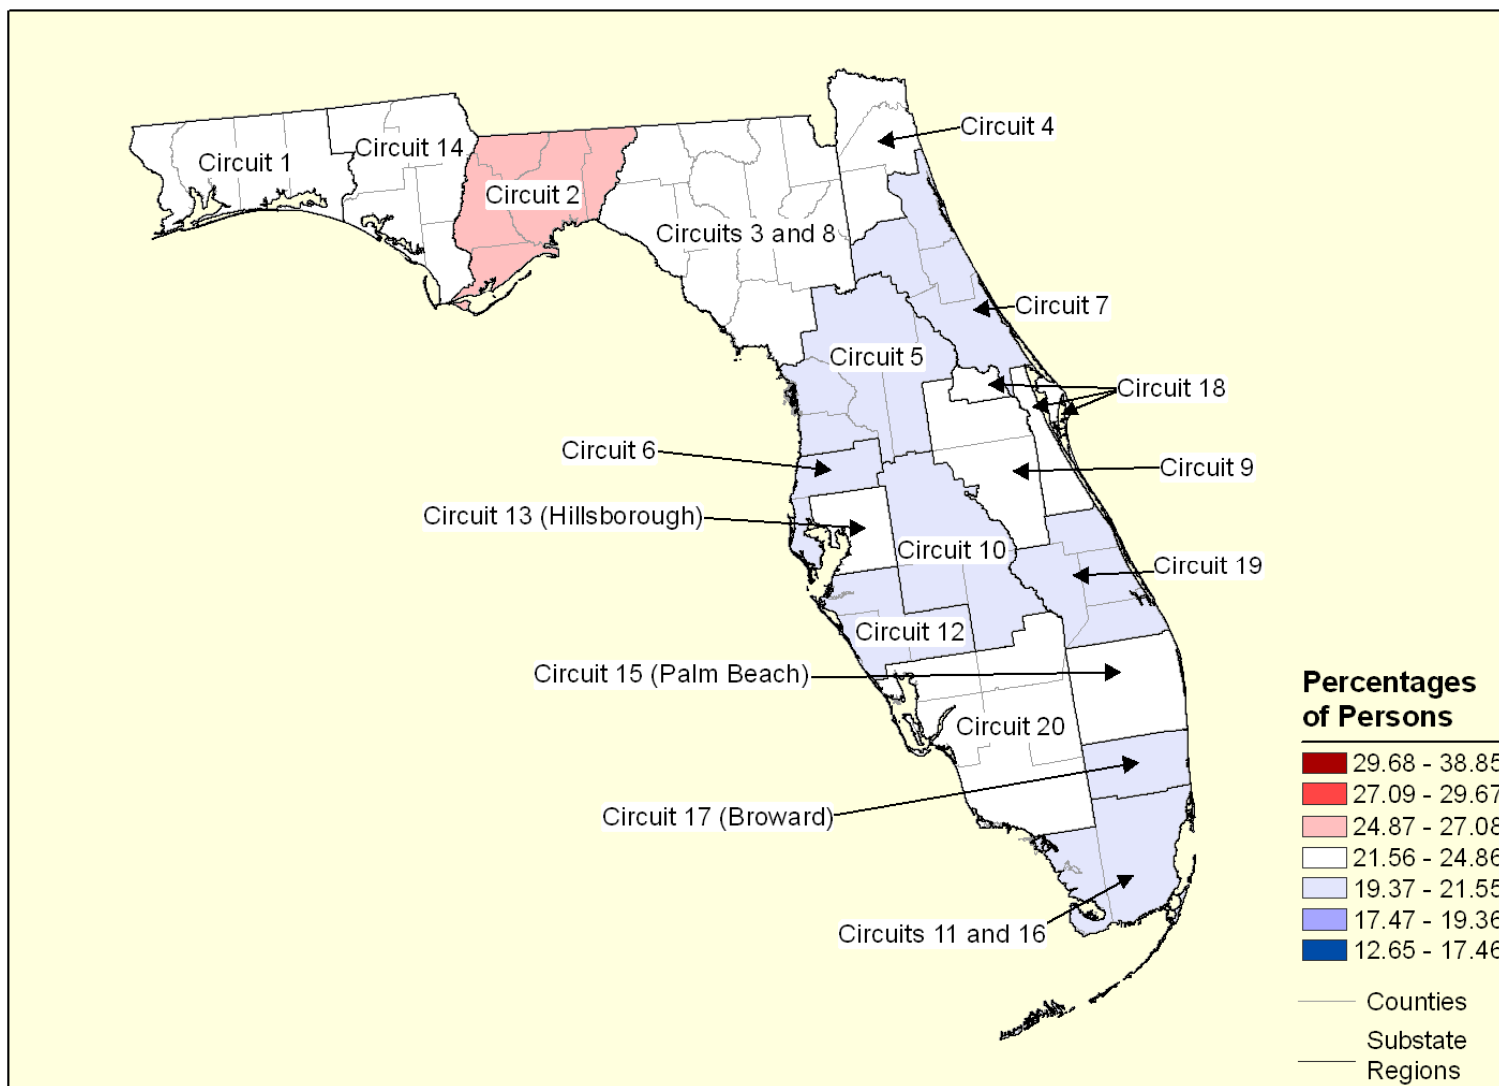 Circuit 4
Circuit 14
Circuit 1
Circuit 2
Circuits 3 and 8
Circuit 7
Circuit 5
Circuit 18
Circuit 6
Circuit 9
Circuit 13 (Hillsborough)
Circuit 10
Circuit 19
Circuit 12
Circuit 15 (Palm Beach)
Circuit 20
Circuit 17 (Broward)
Circuits 11 and 16
Percentages
of Persons
29.68 - 38.85
27.09 - 29.67
24.87 - 27.08
21.56 - 24.86
19.37 - 21.55
17.47 - 19.36
12.65 - 17.46
Counties
Substate
Regions